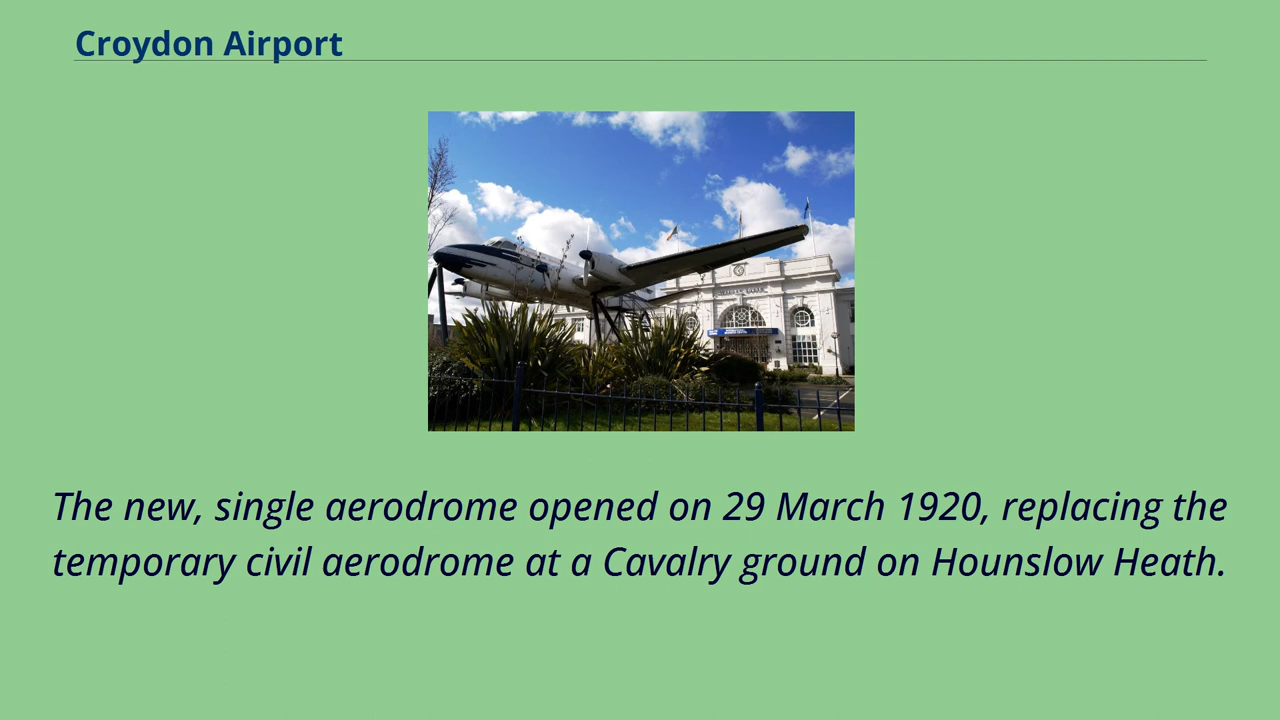 Croydon Airport
The new, single aerodrome opened on 29 March 1920, replacing the
temporary civil aerodrome at a Cavalry ground on Hounslow Heath.